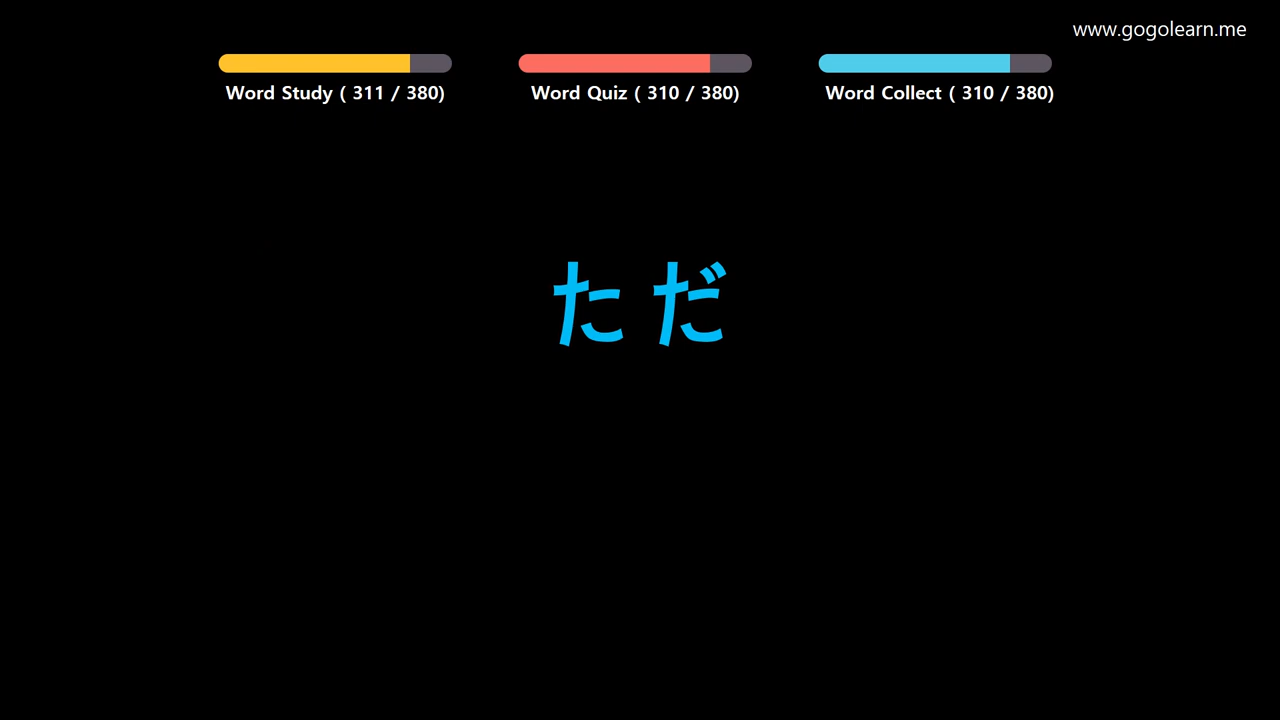 www.gogolearn.me
Word Study ( 311 / 380)
Word Quiz ( 310 / 380)
Word Collect ( 310 / 380)
ただ